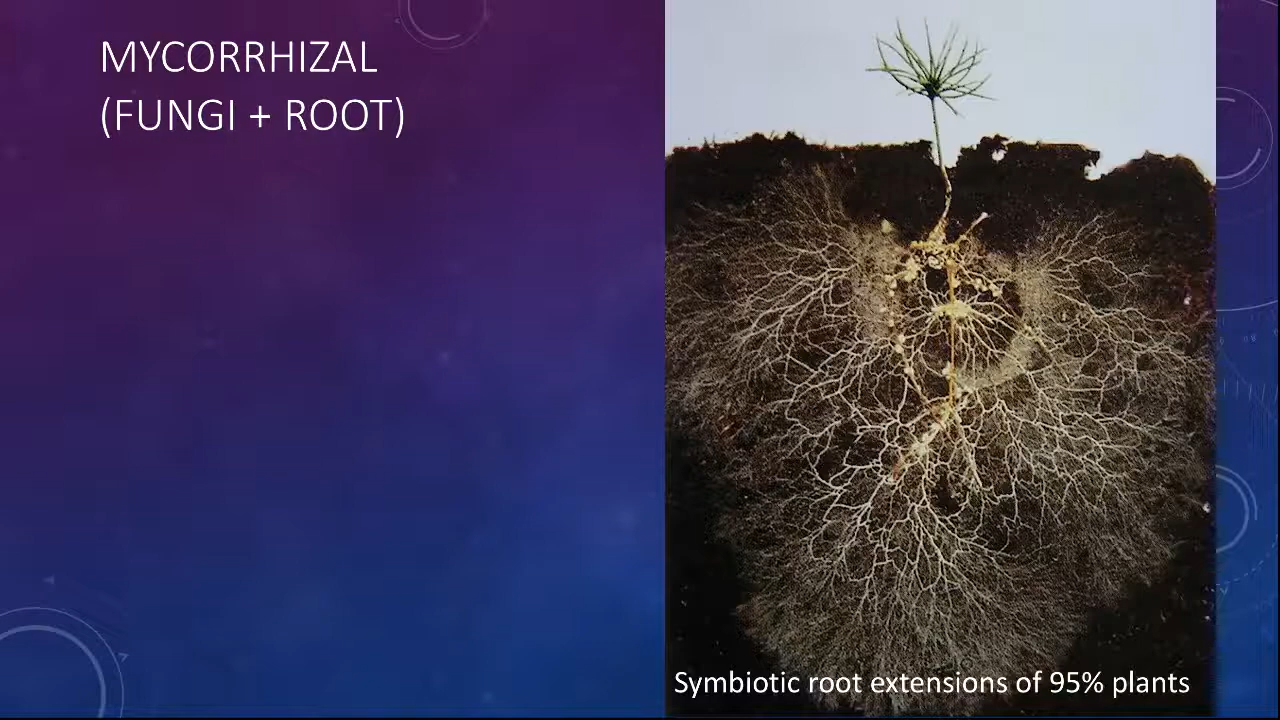 MYCORRHIZAL
(FUNGI + ROOT)
Symbiotic root extensions of 95% plants